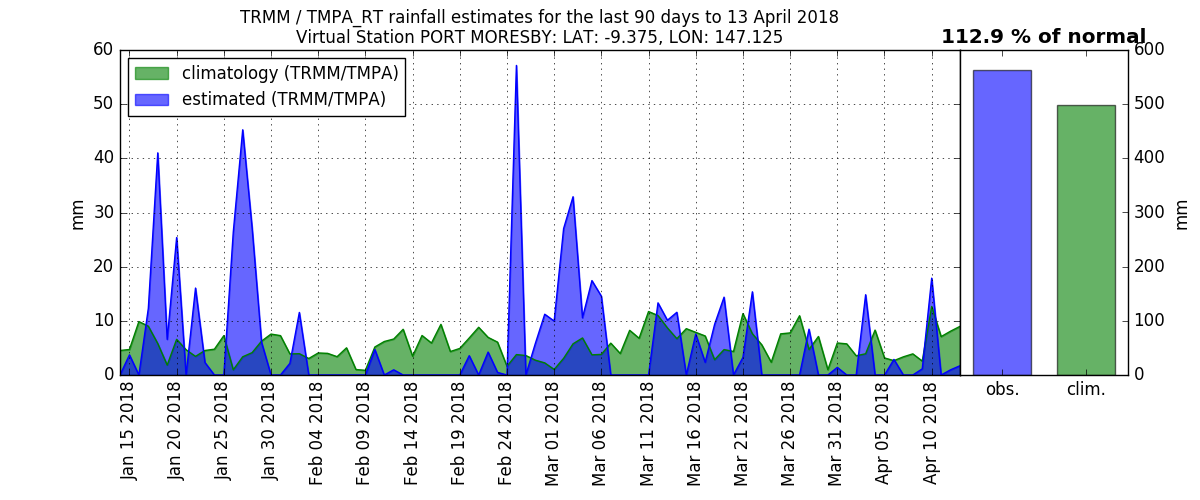 TRMM / TMPA_RT rainfall estimates for the last 90 days to 13 April 2018
Virtual Station PORT MORESBY: LAT: -9.375, LON: 147.125
112.9 % of normal
climatology (TRMM/TMPA)
estimated (TRMM/TMPA)
60
50
40
30
20
10
0
mm
600
500
400
300
200
100
0
mm
obs.
clim.
Jan 15 2018
Jan 20 2018
Jan 25 2018
Jan 30 2018
Feb 04 2018
Feb 09 2018
Feb 14 2018
Feb 19 2018
Feb 24 2018
Mar 01 2018
Mar 06 2018
Mar 11 2018
Mar 16 2018
Mar 21 2018
Mar 26 2018
Mar 31 2018
Apr 05 2018
Apr 10 2018